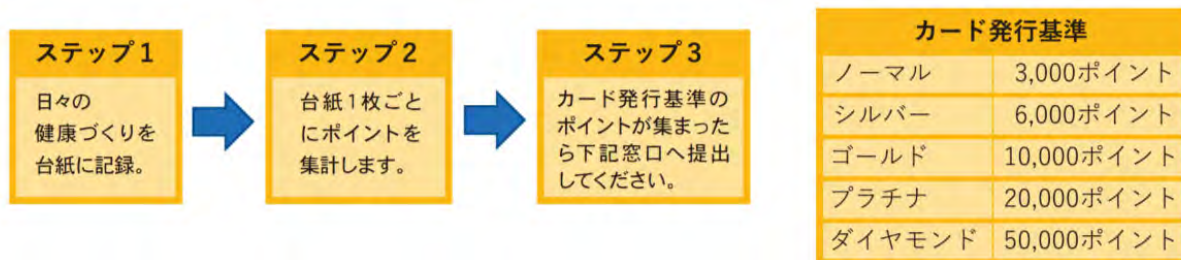 ステップ1
日々の
健康づくりを
台紙に記録。
ステップ2
台紙1枚ごと
にポイントを
集計します。
ステップ3
カード発行基準の
ポイントが集まった
ら下記窓口へ提出
してください。
カード発行基準
ノーマル 3,000ポイント
シルバー 6,000ポイント
ゴールド 10,000ポイント
プラチナ 20,000ポイント
ダイヤモンド 50,000ポイント